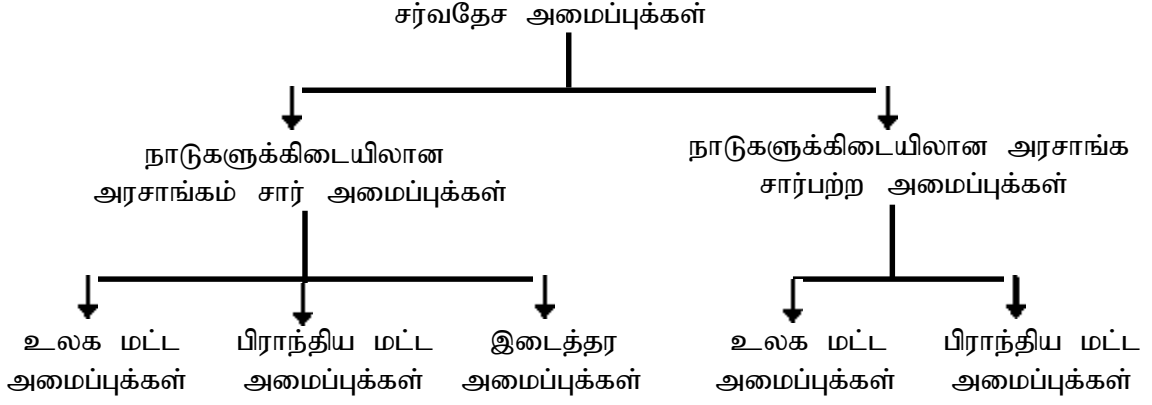 சர்வதேச அமைப்புக்கள்
நாடுகளுக்கிடையிலான
அரசாங்கம் சார் அமைப்புக்கள்
நாடுகளுக்கிடையிலான அரசாங்க
சார்பற்ற அமைப்புக்கள்
உலக மட்ட
அமைப்புக்கள்
பிராந்திய மட்ட
அமைப்புக்கள்
இடைத்தர
அமைப்புக்கள்
உலக மட்ட
அமைப்புக்கள்
பிராந்திய மட்ட
அமைப்புக்கள்